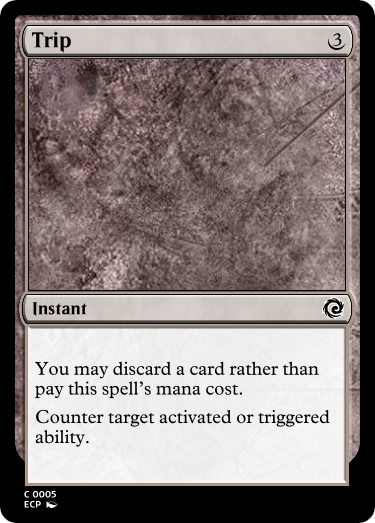 Trip 3
Instant
You may discard a card rather than
pay this spell's mana cost.
Counter target activated or triggered
ability.
C 0005
ECP